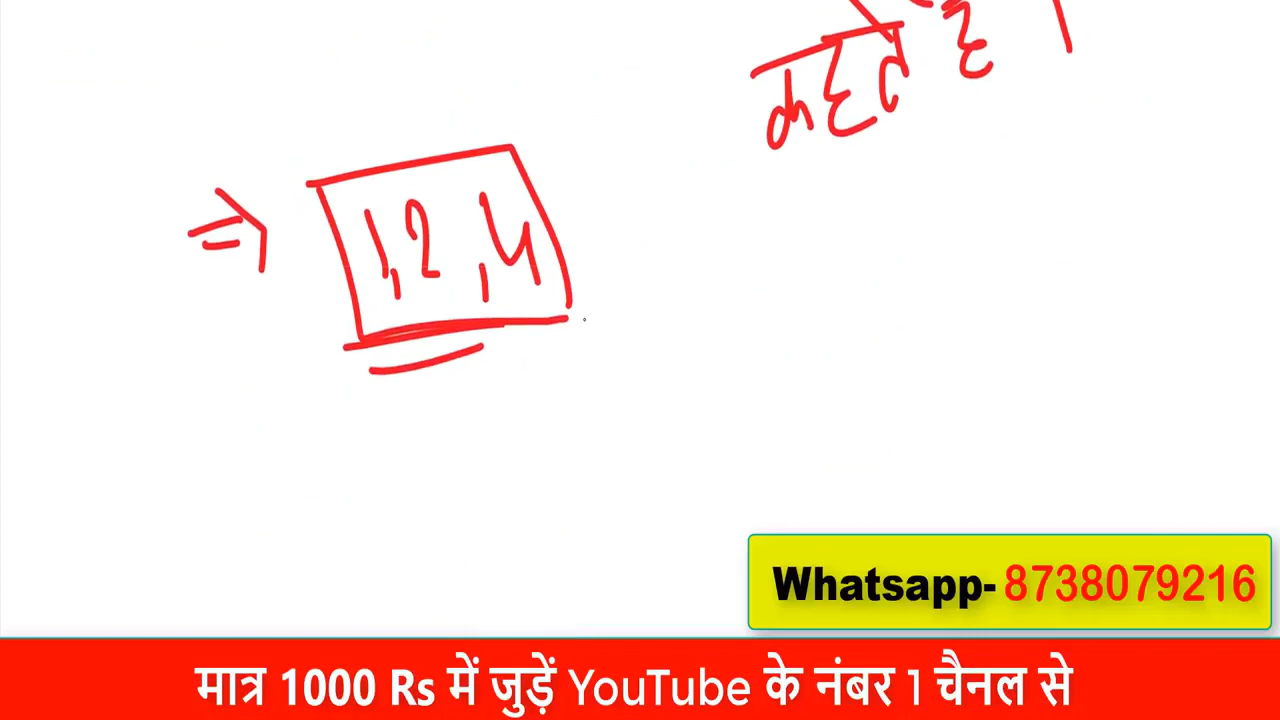 कहते हैं।
⇒ 1, 2, 4
Whatsapp- 8738079216
मात्र 1000 Rs में जुड़ें YouTube के नंबर 1 चैनल से